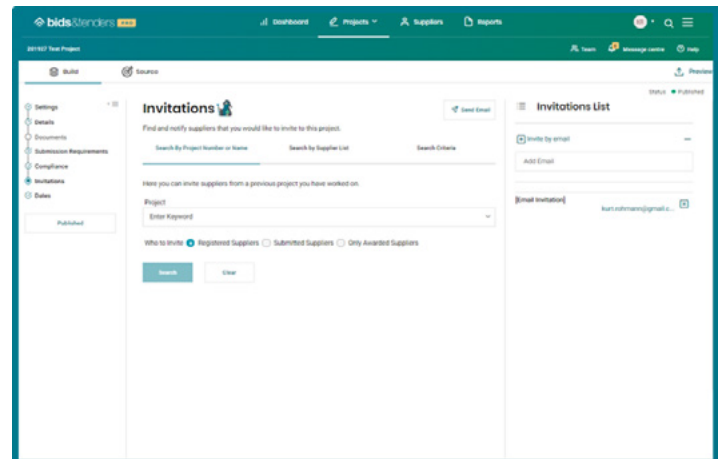 bids&tenders PRO
Dashboard Projects Suppliers Reports
201937 Test Project
Team Message centre Help
Build Source Preview
Status Published
Settings
Details
Documents
Submission Requirements
Compliance
Invitations
Dates
Published
Invitations
Send Email
Find and notify suppliers that you would like to invite to this project.
Search By Project Number or Name Search by Supplier List Search Criteria
Here you can invite suppliers from a previous project you have worked on.
Project
Enter Keyword
Who to Invite Registered Suppliers Submitted Suppliers Only Awarded Suppliers
Search Clear
Invitations List
Invite by email
Add Email
[Email Invitation]